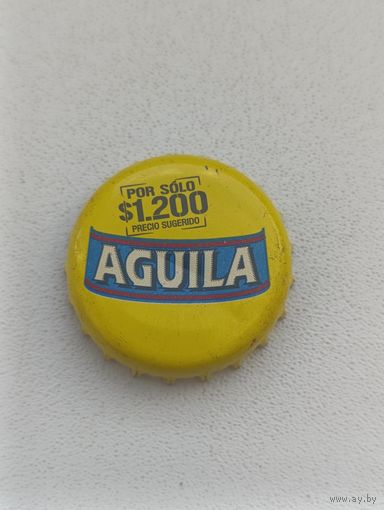 POR SÓLO
$1.200
PRECIO SUGERIDO
AGUILA
www.ay.by